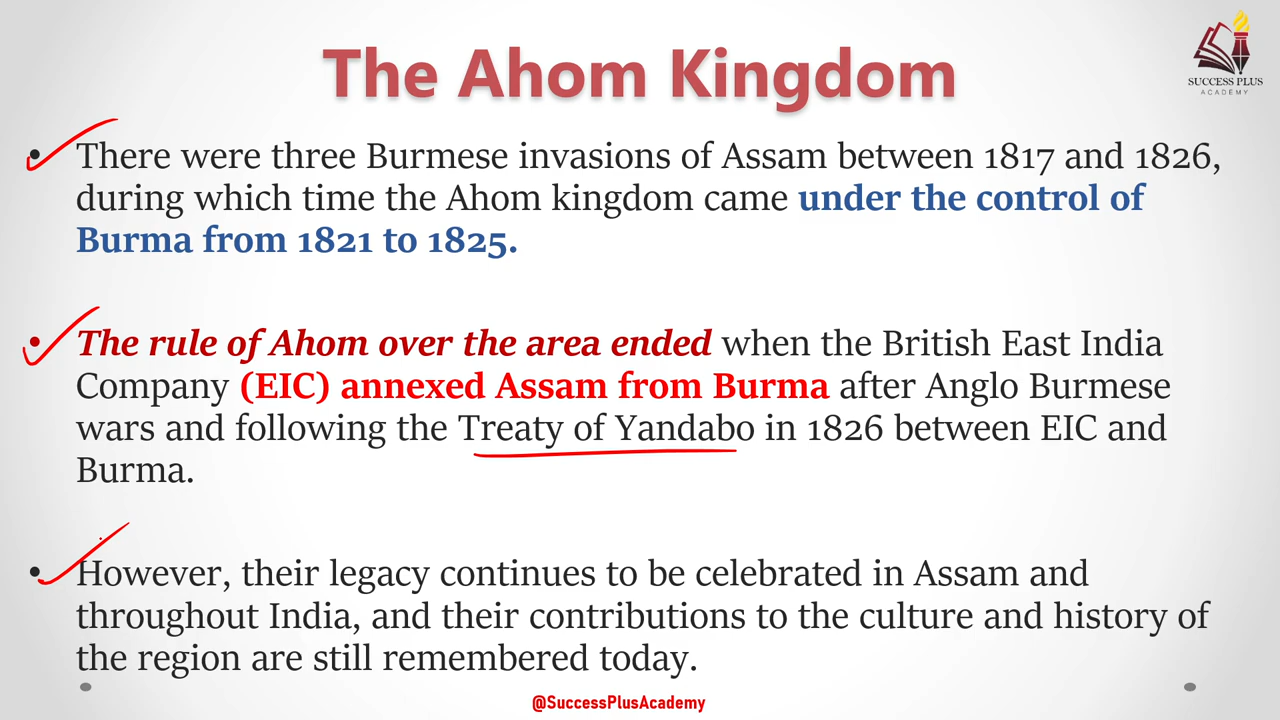 The Ahom Kingdom
SUCCESS PLUS
ACADEMY
• There were three Burmese invasions of Assam between 1817 and 1826,
during which time the Ahom kingdom came under the control of
Burma from 1821 to 1825.
• The rule of Ahom over the area ended when the British East India
Company (EIC) annexed Assam from Burma after Anglo Burmese
wars and following the Treaty of Yandabo in 1826 between EIC and
Burma.
• However, their legacy continues to be celebrated in Assam and
throughout India, and their contributions to the culture and history of
the region are still remembered today.
@SuccessPlusAcademy